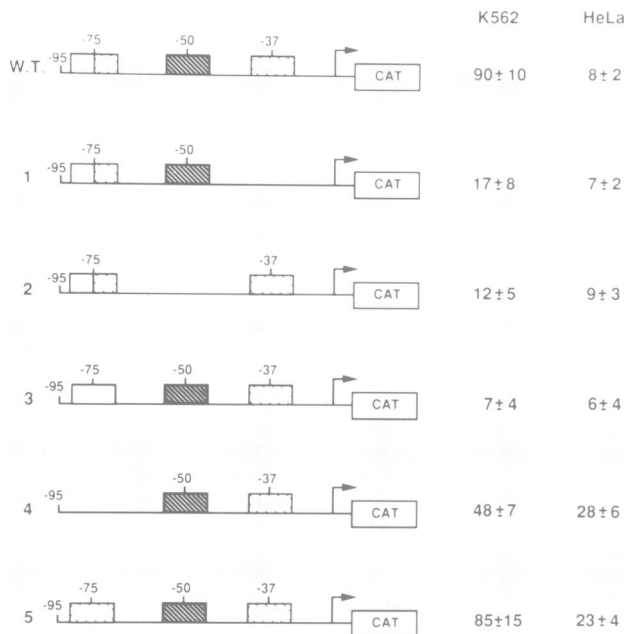 K562 HeLa
-75 -50 -37
W.T. -95 CAT 90±10 8±2
-75 -50
1 -95 CAT 17±8 7±2
-75 -37
2 -95 CAT 12±5 9±3
-75 -50 -37
3 -95 CAT 7±4 6±4
-50 -37
4 -95 CAT 48±7 28±6
-75 -50 -37
5 -95 CAT 85±15 23±4